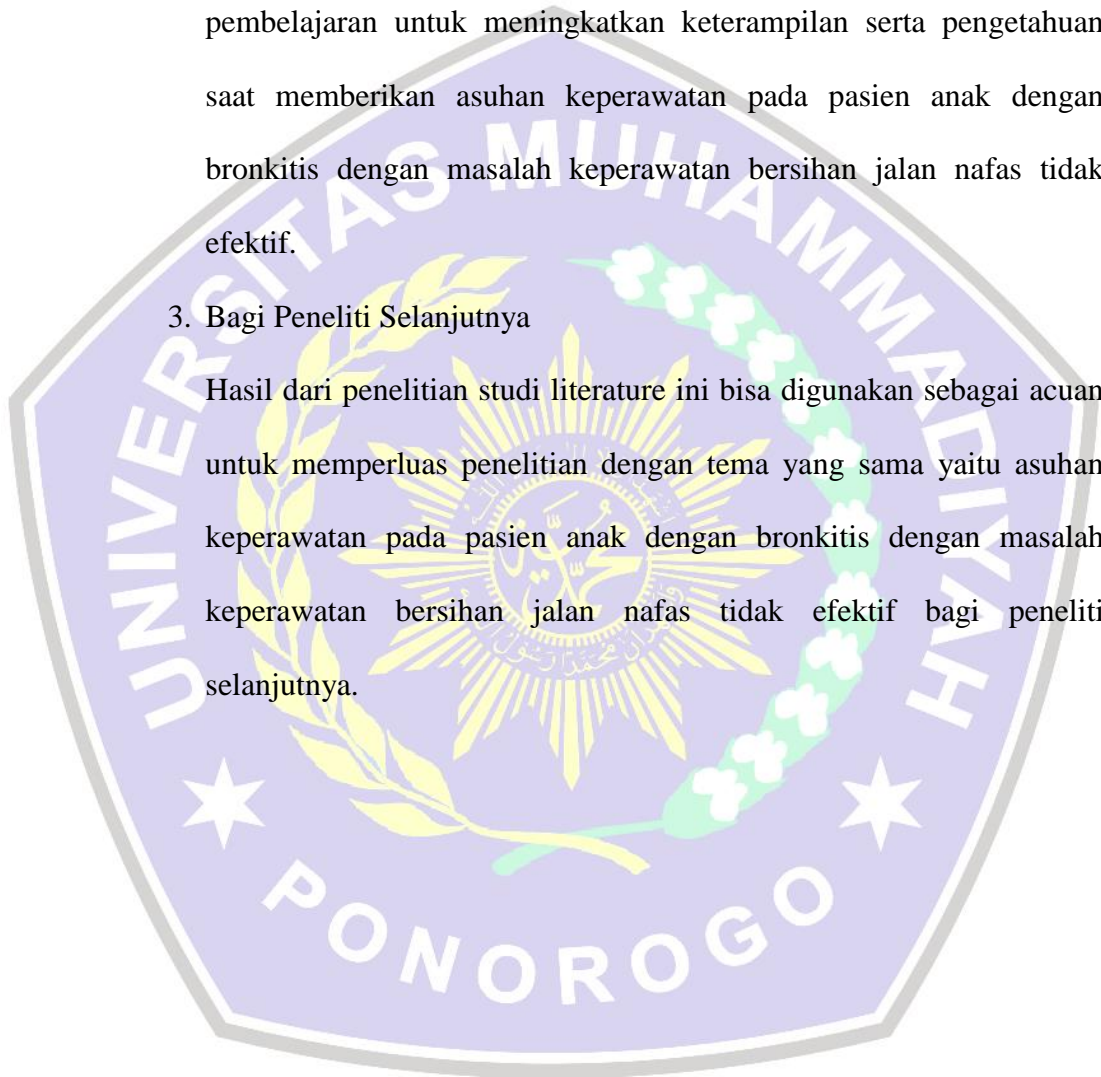 pembelajaran untuk meningkatkan keterampilan serta pengetahuan
saat memberikan asuhan keperawatan pada pasien anak dengan
bronkitis dengan masalah keperawatan bersihan jalan nafas tidak
efektif.
3. Bagi Peneliti Selanjutnya
Hasil dari penelitian studi literature ini bisa digunakan sebagai acuan
untuk memperluas penelitian dengan tema yang sama yaitu asuhan
keperawatan pada pasien anak dengan bronkitis dengan masalah
keperawatan bersihan jalan nafas tidak efektif bagi peneliti
selanjutnya.
UNIVERSITAS MUHAMMADIYAH
PONOROGO